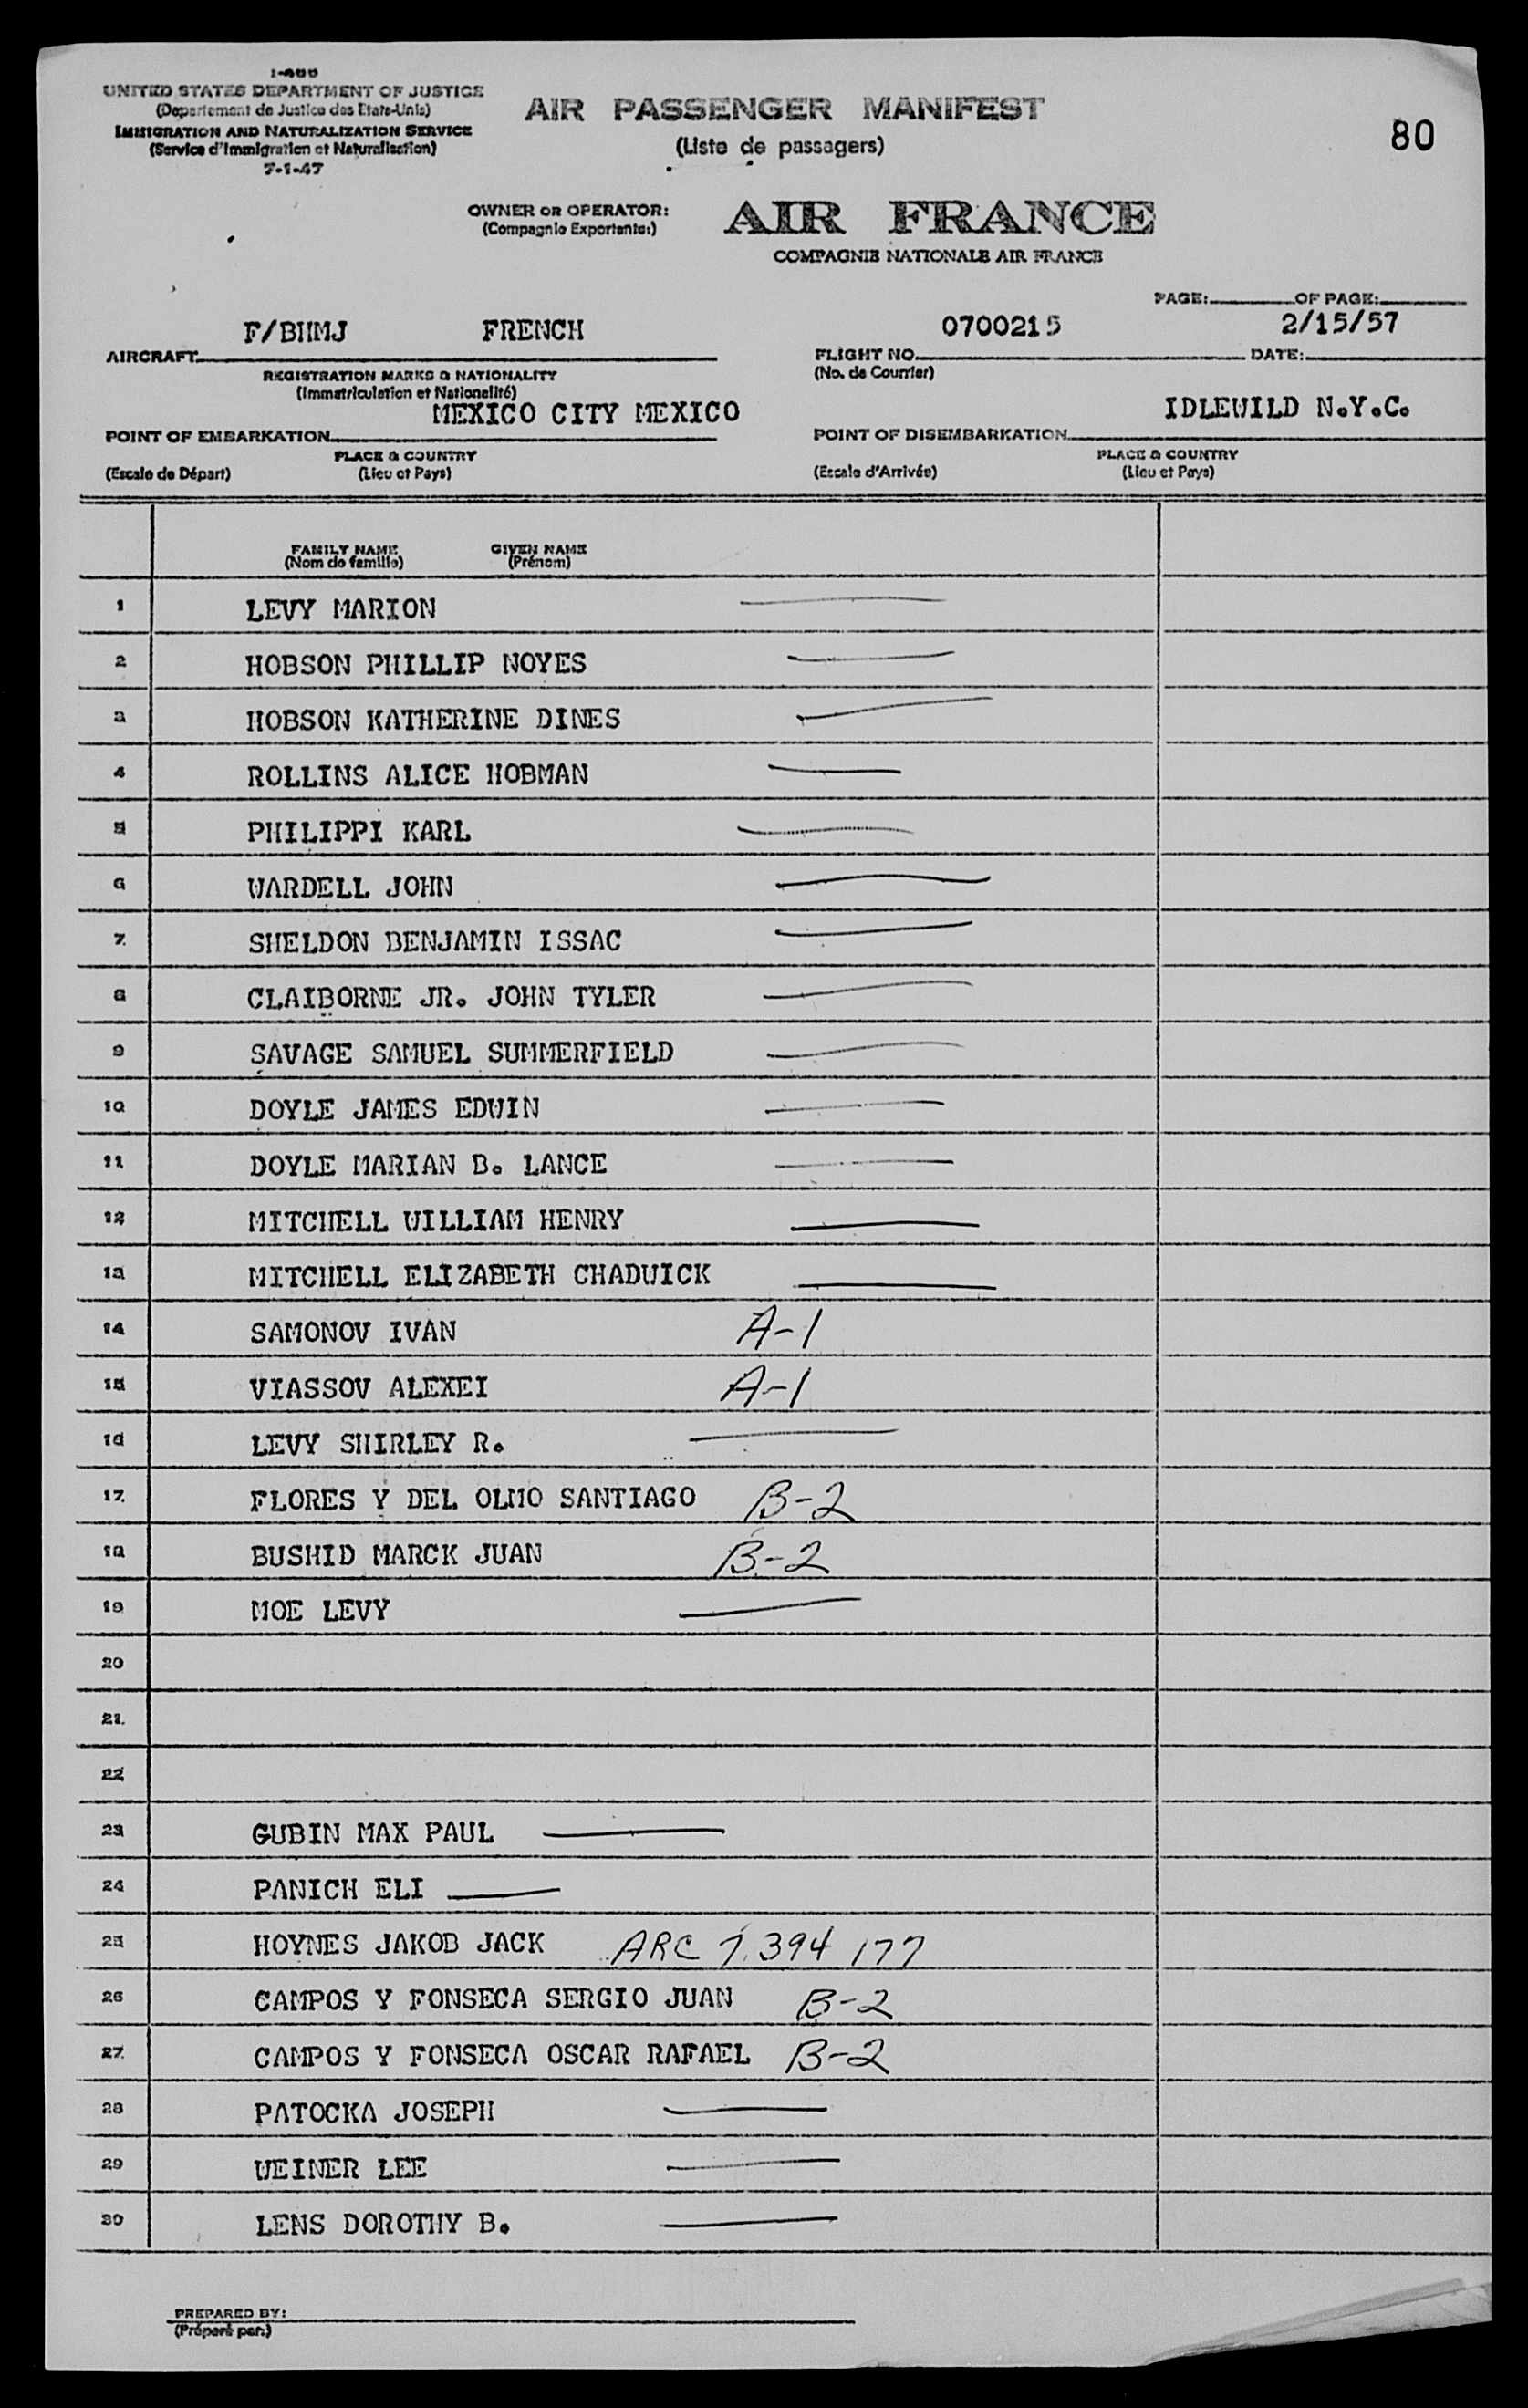 I-466
UNITED STATES DEPARTMENT OF JUSTICE
(Departement de Justice des Etats-Unis)
IMMIGRATION AND NATURALIZATION SERVICE
(Service d'Immigration et Naturalisation)
7-1-47
AIR PASSENGER MANIFEST
(Liste de passagers)
80
OWNER OR OPERATOR: AIR FRANCE
(Compagnie Exportante:)
COMPAGNIE NATIONALE AIR FRANCE
PAGE: OF PAGE:
F/BHMJ FRENCH 0700215 2/15/57
AIRCRAFT FLIGHT NO. DATE:
REGISTRATION MARKS & NATIONALITY (No. de Courrier)
(Immatriculation et Nationalité)
MEXICO CITY MEXICO IDLEWILD N.Y.C.
POINT OF EMBARKATION POINT OF DISEMBARKATION
PLACE & COUNTRY PLACE & COUNTRY
(Escale de Départ) (Lieu et Pays) (Escale d'Arrivée) (Lieu et Pays)
FAMILY NAME GIVEN NAME
(Nom de famille) (Prénom)
1 LEVY MARION
2 HOBSON PHILLIP NOYES
3 HOBSON KATHERINE DINES
4 ROLLINS ALICE HOBMAN
5 PHILIPPI KARL
6 WARDELL JOHN
7 SHELDON BENJAMIN ISSAC
8 CLAIBORNE JR. JOHN TYLER
9 SAVAGE SAMUEL SUMMERFIELD
10 DOYLE JAMES EDWIN
11 DOYLE MARIAN B. LANCE
12 MITCHELL WILLIAM HENRY
13 MITCHELL ELIZABETH CHADWICK
14 SAMONOV IVAN A-1
15 VIASSOV ALEXEI A-1
16 LEVY SHIRLEY R.
17 FLORES Y DEL OLMO SANTIAGO B-2
18 BUSHID MARCK JUAN B-2
19 MOE LEVY
20
21
22
23 GUBIN MAX PAUL
24 PANICH ELI
25 HOYNES JAKOB JACK ARC 7 394 177
26 CAMPOS Y FONSECA SERGIO JUAN B-2
27 CAMPOS Y FONSECA OSCAR RAFAEL B-2
28 PATOCKA JOSEPH
29 WEINER LEE
30 LENS DOROTHY B.
PREPARED BY:
(Préparé par:)